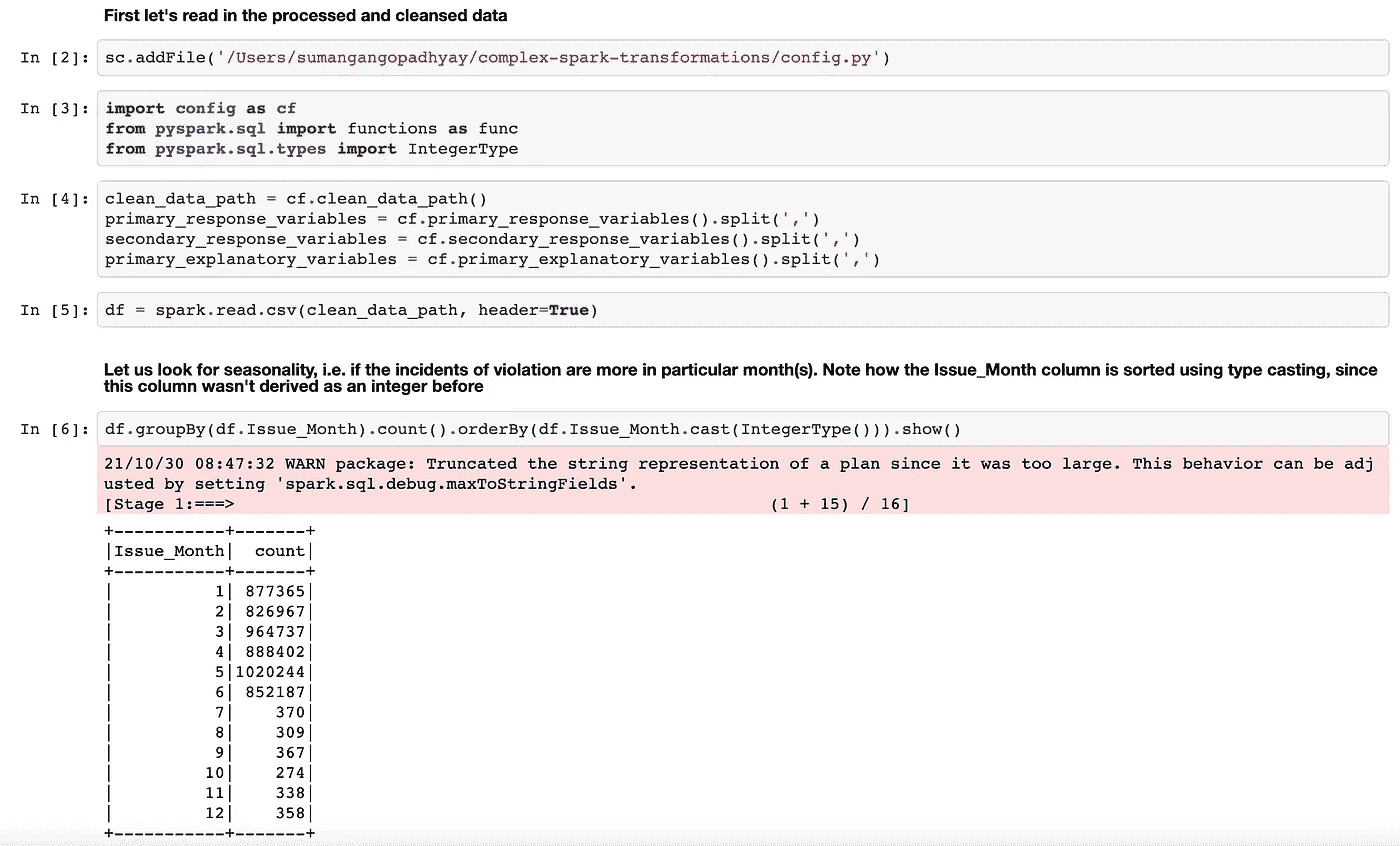 First let's read in the processed and cleansed data
In [2]: sc.addFile('/Users/sumangangopadhyay/complex-spark-transformations/config.py')
In [3]: import config as cf
from pyspark.sql import functions as func
from pyspark.sql.types import IntegerType
In [4]: clean_data_path = cf.clean_data_path()
primary_response_variables = cf.primary_response_variables().split(',')
secondary_response_variables = cf.secondary_response_variables().split(',')
primary_explanatory_variables = cf.primary_explanatory_variables().split(',')
In [5]: df = spark.read.csv(clean_data_path, header=True)
Let us look for seasonality, i.e. if the incidents of violation are more in particular month(s). Note how the Issue_Month column is sorted using type casting, since
this column wasn't derived as an integer before
In [6]: df.groupBy(df.Issue_Month).count().orderBy(df.Issue_Month.cast(IntegerType())).show()
21/10/30 08:47:32 WARN package: Truncated the string representation of a plan since it was too large. This behavior can be adj
usted by setting 'spark.sql.debug.maxToStringFields'.
[Stage 1:===>                                                      (1 + 15) / 16]
+-----------+-------+
|Issue_Month|  count|
+-----------+-------+
|          1| 877365|
|          2| 826967|
|          3| 964737|
|          4| 888402|
|          5|1020244|
|          6| 852187|
|          7|    370|
|          8|    309|
|          9|    367|
|         10|    274|
|         11|    338|
|         12|    358|
+-----------+-------+